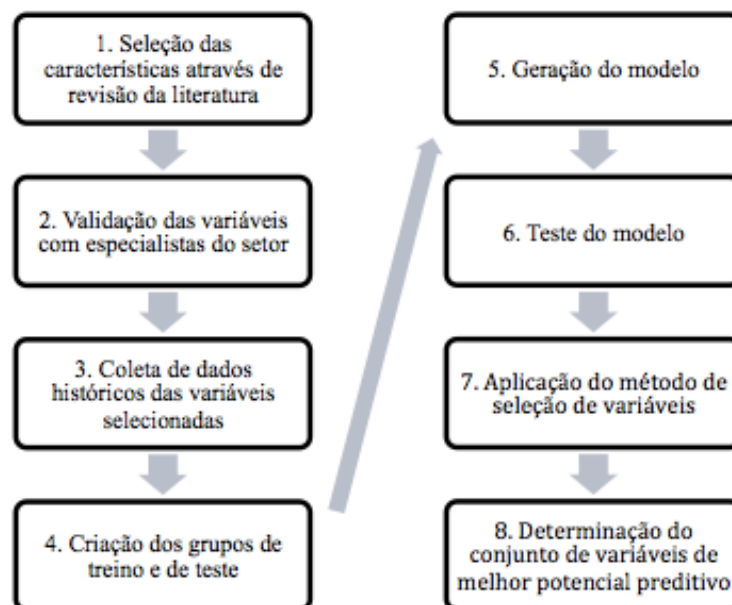 1. Seleção das
características através de
revisão da literatura
2. Validação das variáveis
com especialistas do setor
3. Coleta de dados
históricos das variáveis
selecionadas
4. Criação dos grupos de
treino e de teste
5. Geração do modelo
6. Teste do modelo
7. Aplicação do método de
seleção de variáveis
8. Determinação do
conjunto de variáveis de
melhor potencial preditivo